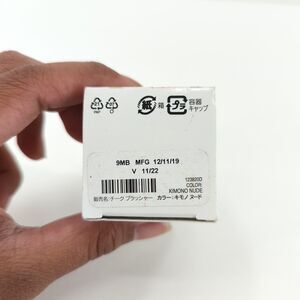 紙 箱 プラ 容器
キャップ
9MB MFG 12/11/19
V 11/22
123820D
COLOR:
KIMONO NUDE
販売名:チーク ブラッシャー カラー:キモノ ヌード